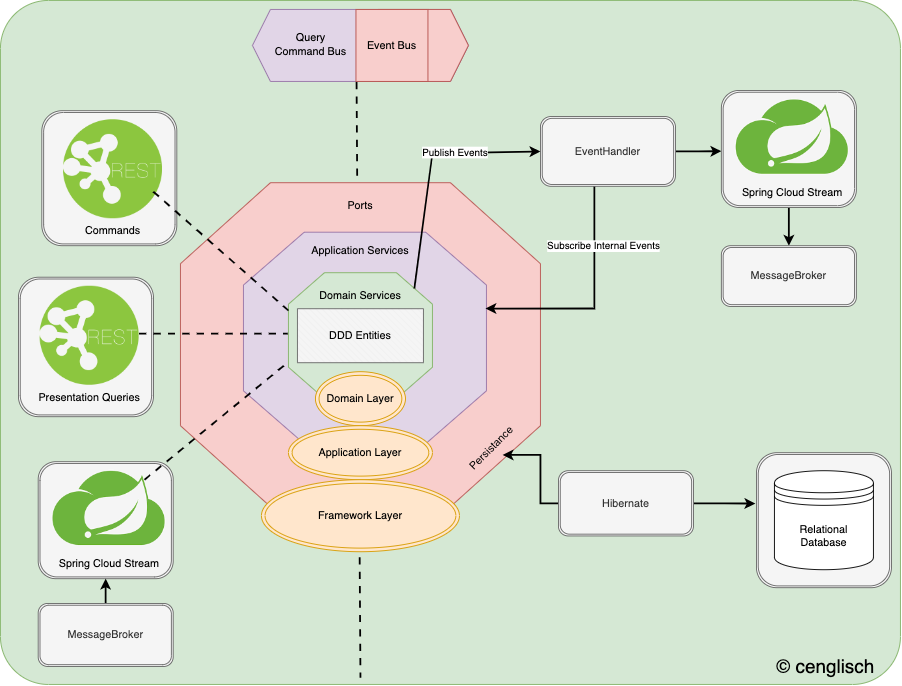 Query
Command Bus
Event Bus
REST
Commands
Publish Events
EventHandler
Spring Cloud Stream
Ports
Application Services
Subscribe Internal Events
MessageBroker
Domain Services
DDD Entities
REST
Presentation Queries
Domain Layer
Application Layer
Persistance
Framework Layer
Hibernate
Relational
Database
Spring Cloud Stream
MessageBroker
© cenglisch